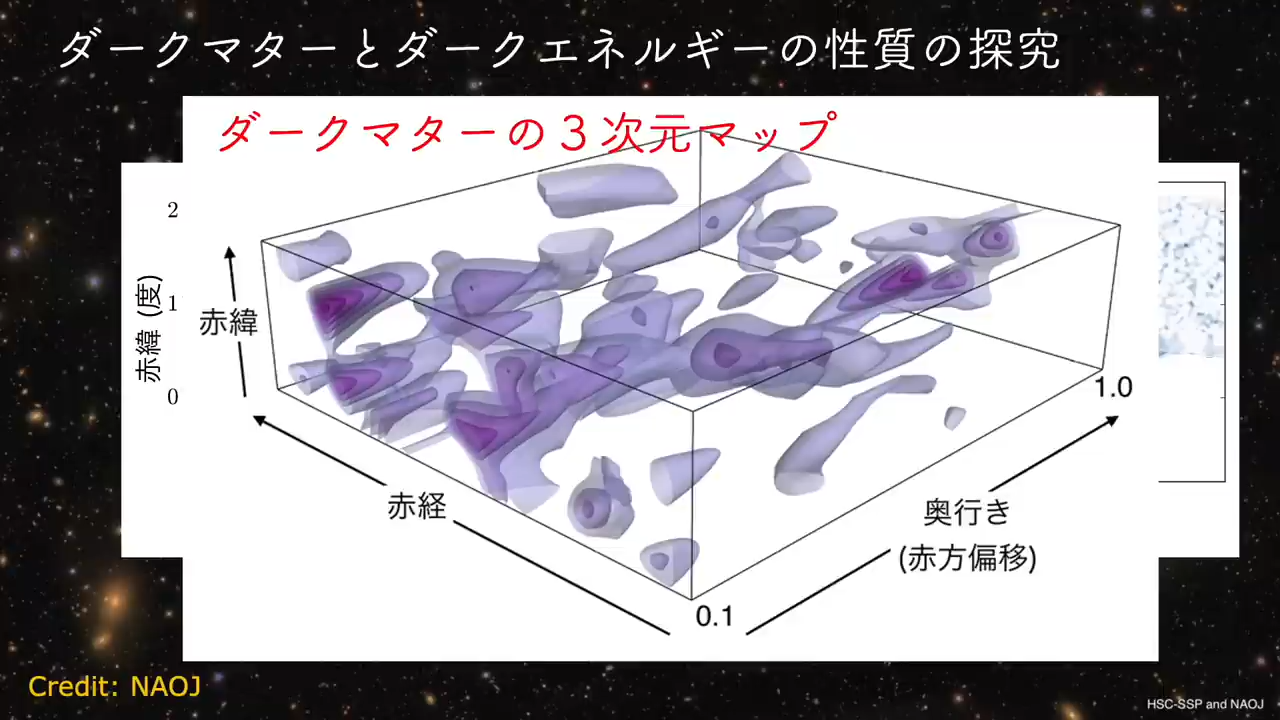 ダークマターとダークエネルギーの性質の探究
ダークマターの３次元マップ
2
1
0
赤緯 (度)
赤緯
赤経
1.0
奥行き
(赤方偏移)
0.1
Credit: NAOJ
HSC-SSP and NAOJ